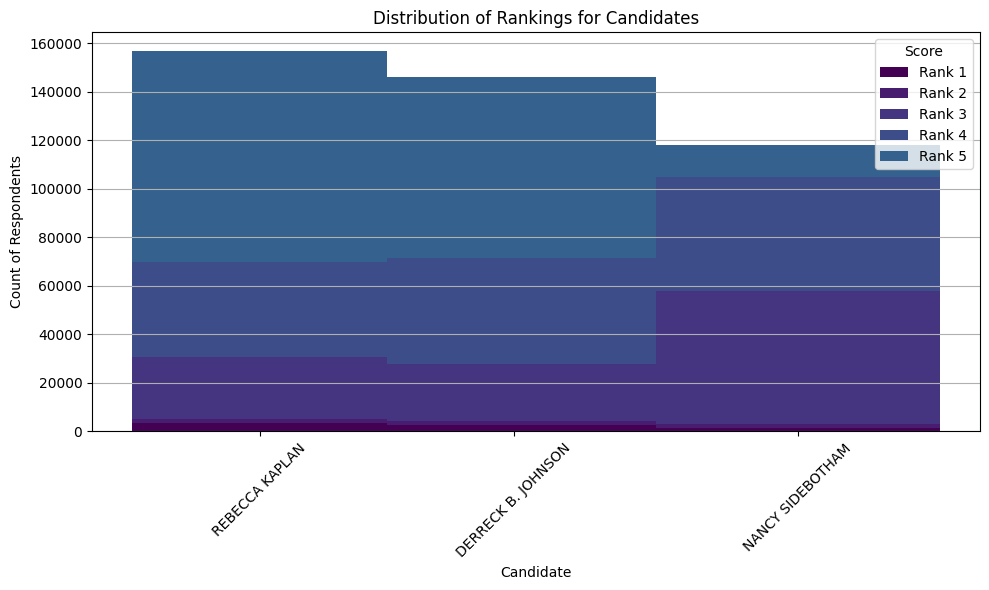 Distribution of Rankings for Candidates
Count of Respondents
160000
140000
120000
100000
80000
60000
40000
20000
0
Score
Rank 1
Rank 2
Rank 3
Rank 4
Rank 5
REBECCA KAPLAN
DERRECK B. JOHNSON
NANCY SIDEBOTHAM
Candidate